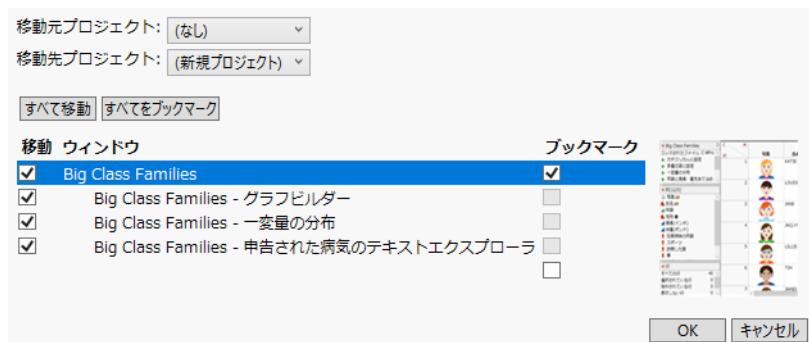 移動元プロジェクト: (なし)
移動先プロジェクト: (新規プロジェクト)
すべて移動 すべてをブックマーク
移動 ウィンドウ ブックマーク
Big Class Families
Big Class Families - グラフビルダー
Big Class Families - 一変量の分布
Big Class Families - 申告された病気のテキストエクスプローラ
OK キャンセル